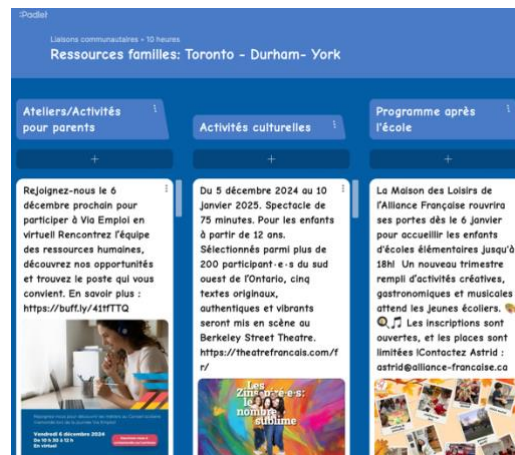 :Padlet
Liaisons communautaires • 10 heures
Ressources familles: Toronto - Durham- York
Ateliers/Activités
pour parents
Rejoignez-nous le 6
décembre prochain pour
participer à Via Emploi en
virtuel! Rencontrez l'équipe
des ressources humaines,
découvrez nos opportunités
et trouvez le poste qui vous
convient. En savoir plus :
https://buff.ly/41tfTTQ
Vendredi 6 décembre 2024
De 10 h 30 à 12 h
En virtuel
Activités culturelles
Du 5 décembre 2024 au 10
janvier 2025. Spectacle de
75 minutes. Pour les enfants
à partir de 12 ans.
Sélectionnés parmi plus de
200 participant·e·s du sud
ouest de l'Ontario, cinq
textes originaux,
authentiques et vibrants
seront mis en scène au
Berkeley Street Theatre.
https://theatrefrancais.com/f
r/
Les
Zinspiré·e·s:
le
nombre
sublime
Programme après
l'école
La Maison des Loisirs de
l'Alliance Française rouvrira
ses portes dès le 6 janvier
pour accueillir les enfants
d'écoles élémentaires jusqu'à
18h! Un nouveau trimestre
rempli d'activités créatives,
gastronomiques et musicales
attend les jeunes écoliers. 🎨
🍳🎵 Les inscriptions sont
ouvertes, et les places sont
limitées !Contactez Astrid :
astrid@alliance-francaise.ca